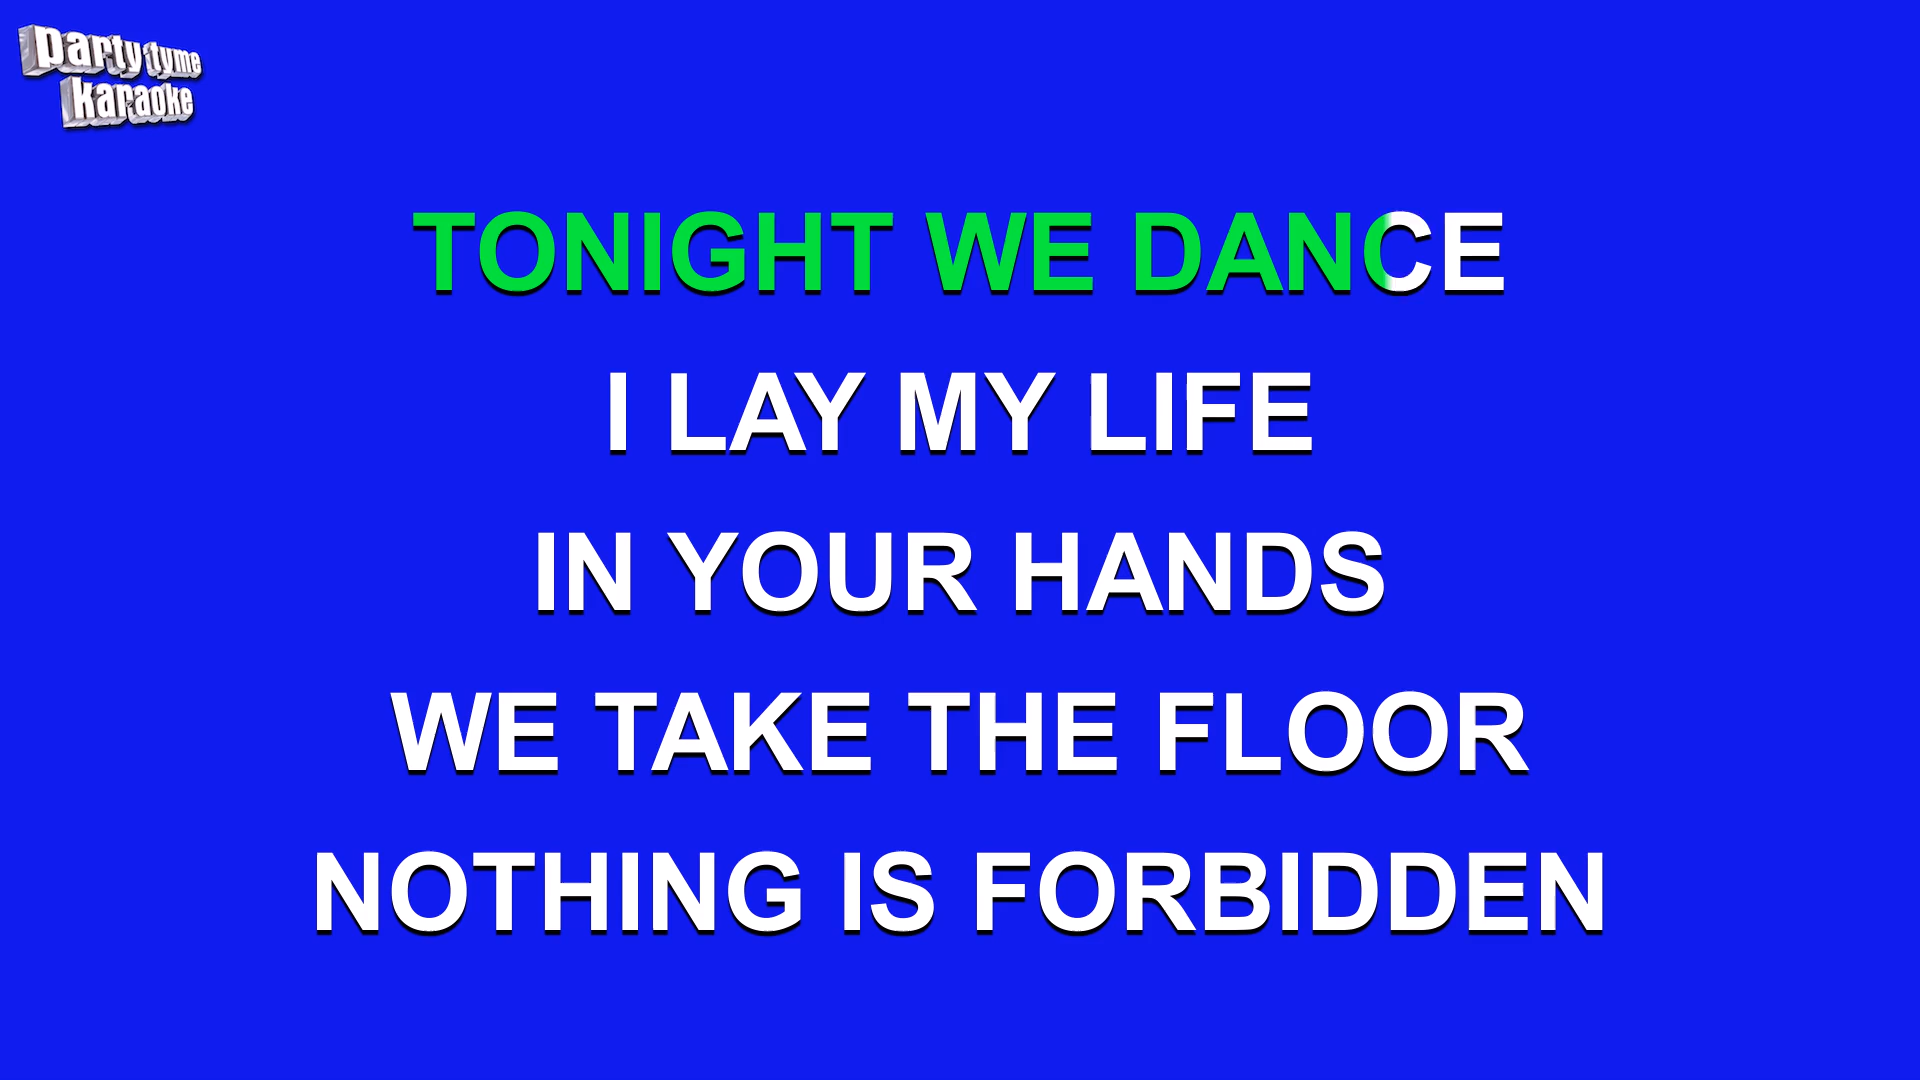 party tyme
karaoke
TONIGHT WE DANCE
I LAY MY LIFE
IN YOUR HANDS
WE TAKE THE FLOOR
NOTHING IS FORBIDDEN